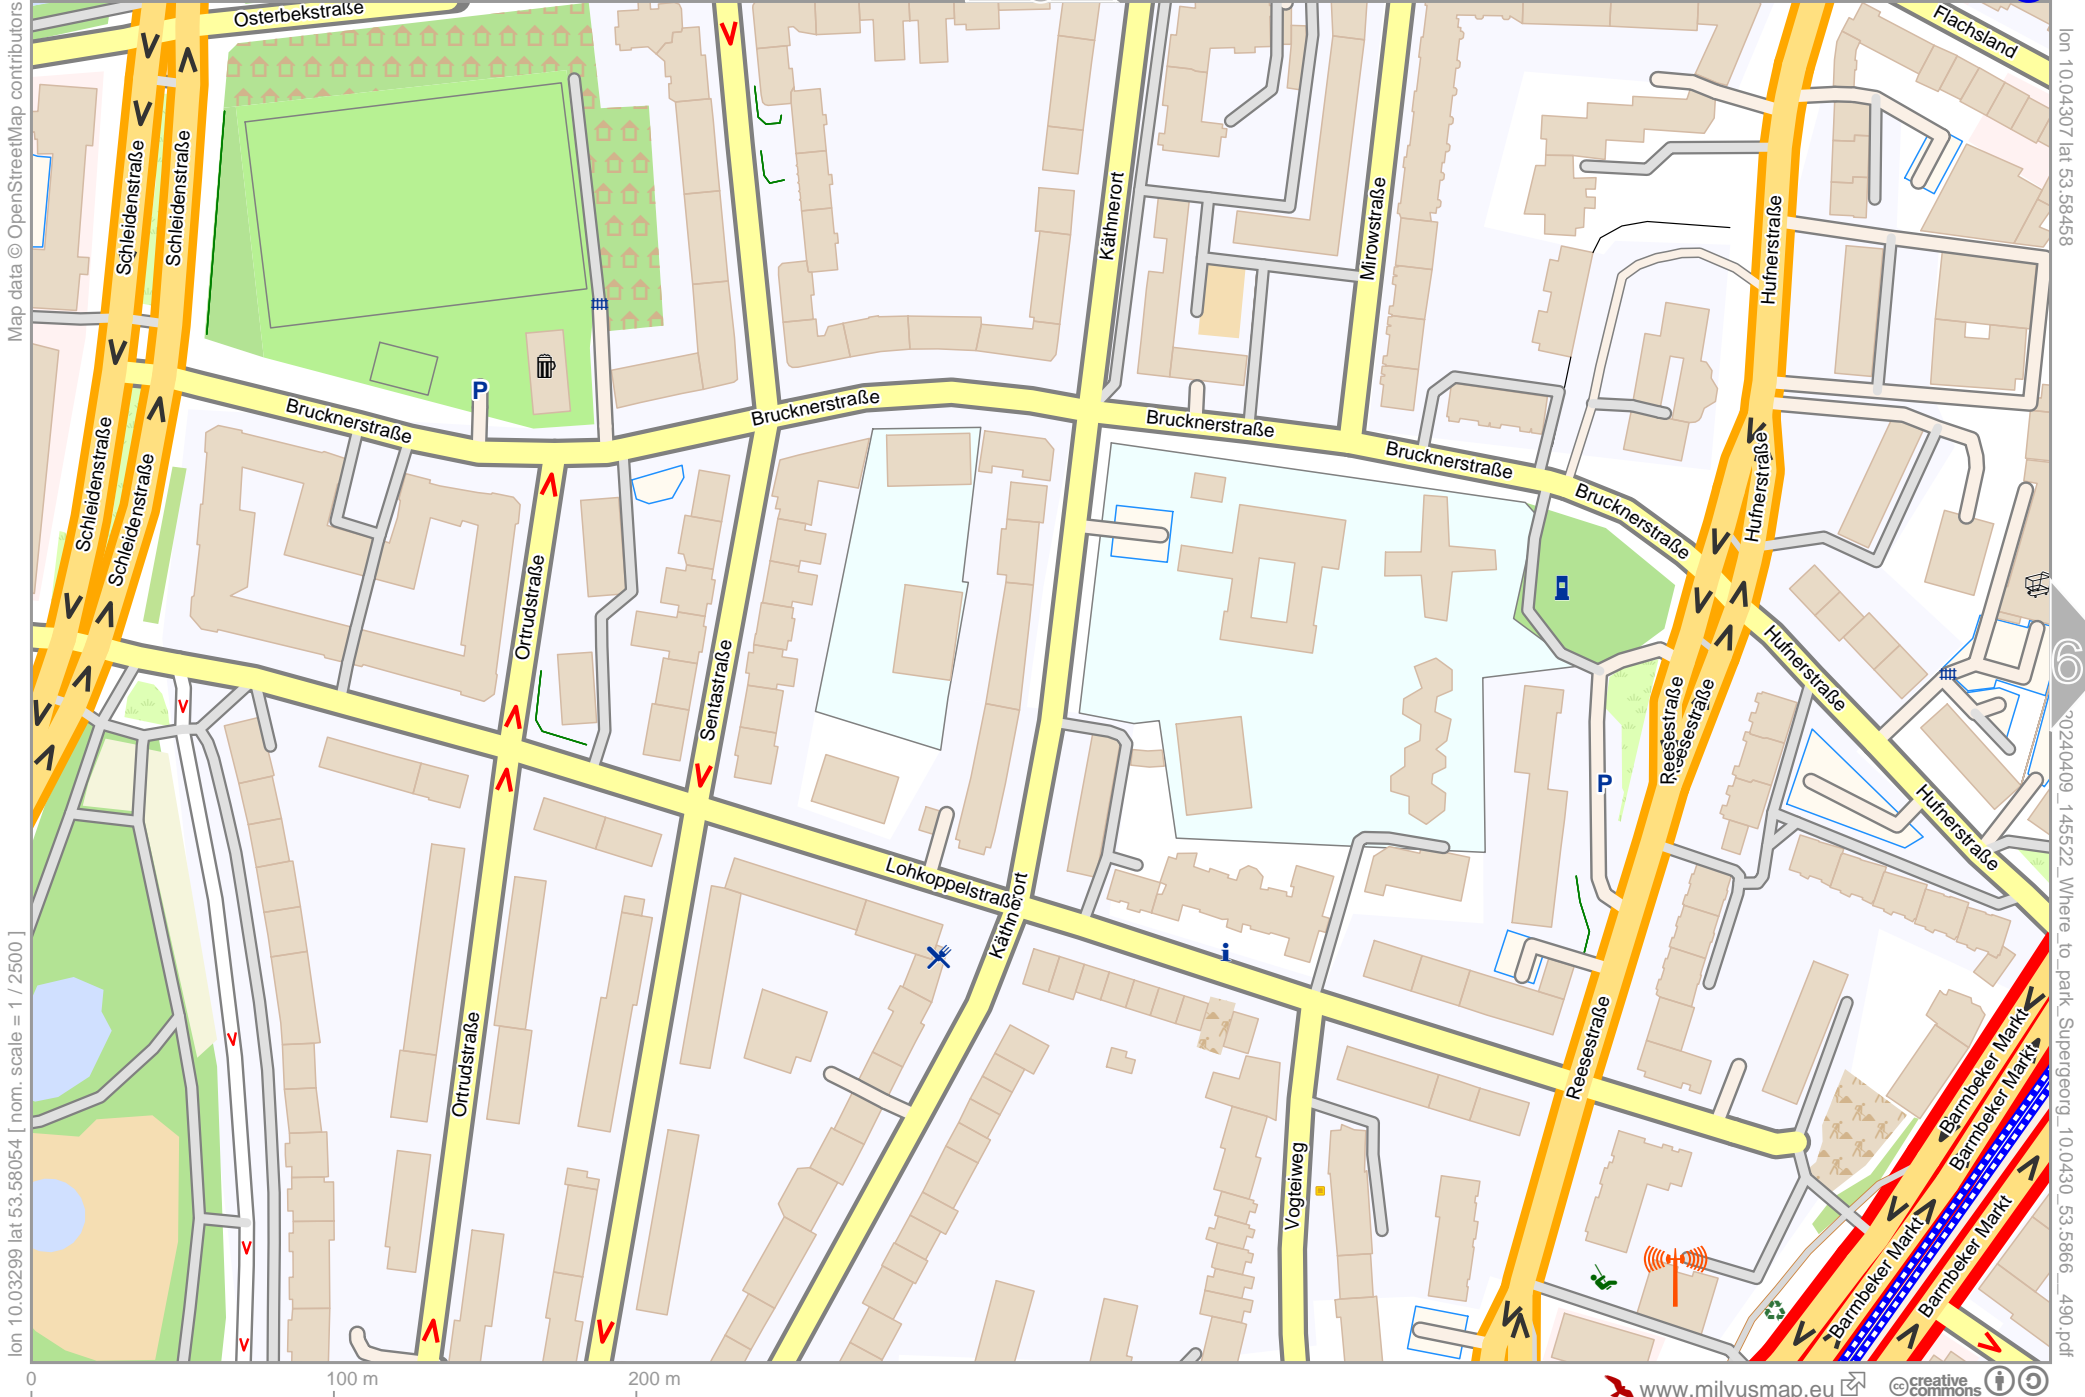 Osterbekstraße
Flachsland
Schleidenstraße
Schleidenstraße
Käthnerort
Mirowstraße
Hufnerstraße
Brucknerstraße
Brucknerstraße
Brucknerstraße
Brucknerstraße
Brucknerstraße
P
Schleidenstraße
Schleidenstraße
Hufnerstraße
Ortrudstraße
Sentastraße
Hufnerstraße
Reesestraße
Reesestraße
P
Hufnerstraße
Lohkoppelstraße
Käthnerort
i
Ortrudstraße
Reesestraße
Vogteiweg
Barmbeker Markt
Barmbeker Markt
Barmbeker Markt
Barmbeker Markt
Map data © OpenStreetMap contributors
lon 10.03299 lat 53.58054 [ nom. scale = 1 / 2500 ]
lon 10.04307 lat 53.58458
6
20240409_145522_Where_to_park_Supergeorg_10.0430_53.5866__490.pdf
0
100 m
200 m
www.milvusmap.eu
cc creative commons